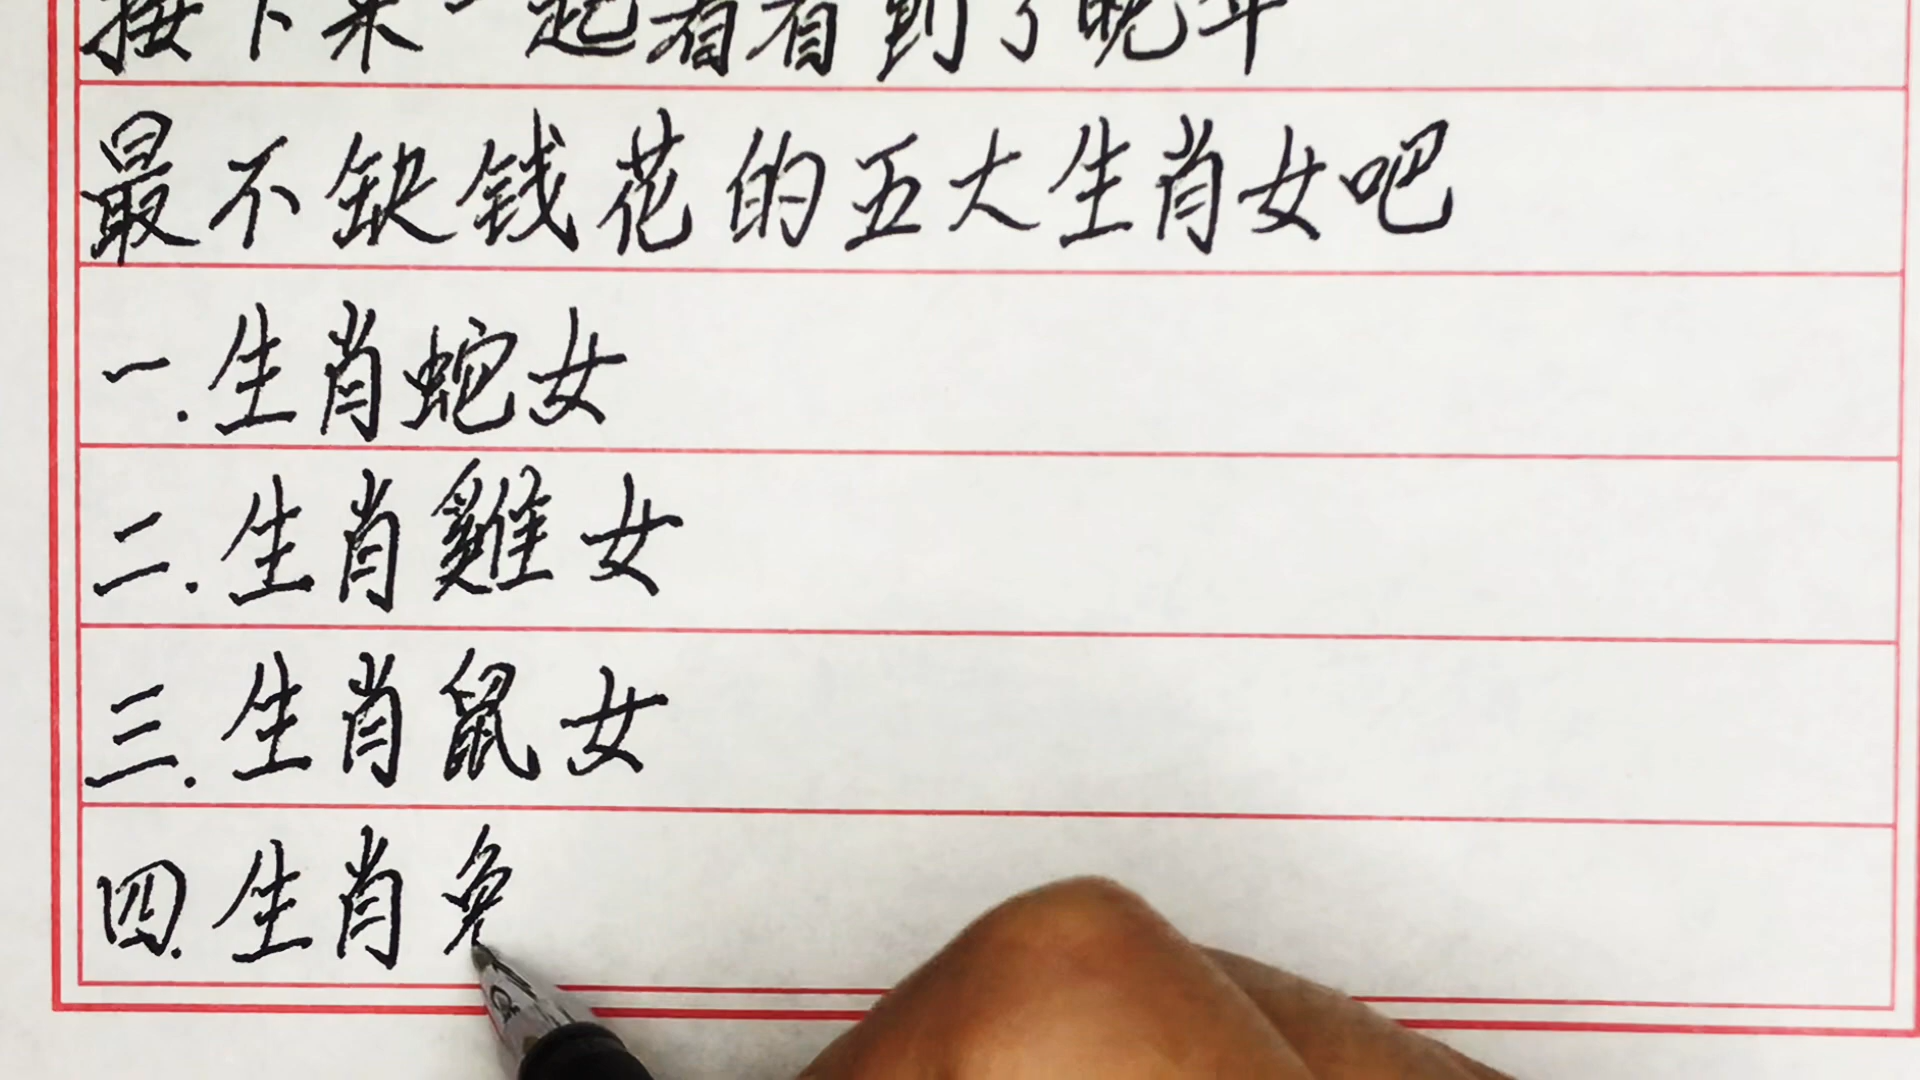 接下来一起看看到了晚年
最不缺钱花的五大生肖女吧
一.生肖蛇女
二.生肖雞女
三.生肖鼠女
四.生肖兔